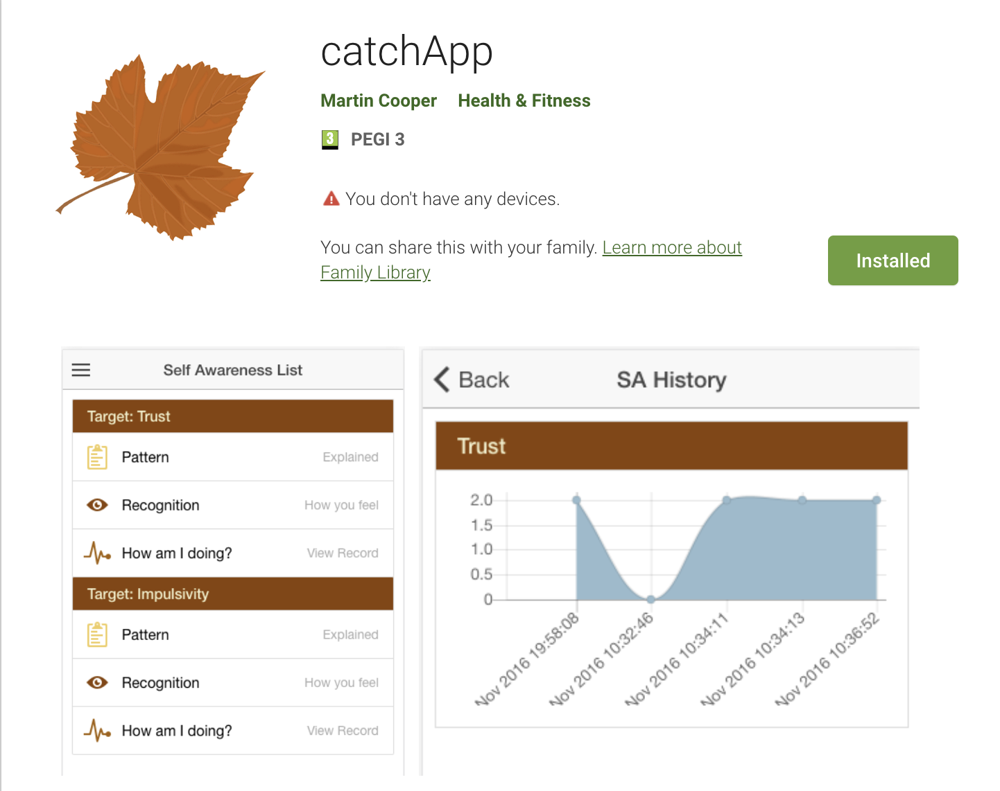 catchApp
Martin Cooper Health & Fitness
3 PEGI 3
You don't have any devices.
You can share this with your family. Learn more about
Family Library
Installed
Self Awareness List
Target: Trust
Pattern Explained
Recognition How you feel
How am I doing? View Record
Target: Impulsivity
Pattern Explained
Recognition How you feel
How am I doing? View Record
Back SA History
Trust
2.0
1.5
1.0
0.5
0
Nov 2016 19:58:08
Nov 2016 10:32:46
Nov 2016 10:34:11
Nov 2016 10:34:13
Nov 2016 10:36:52